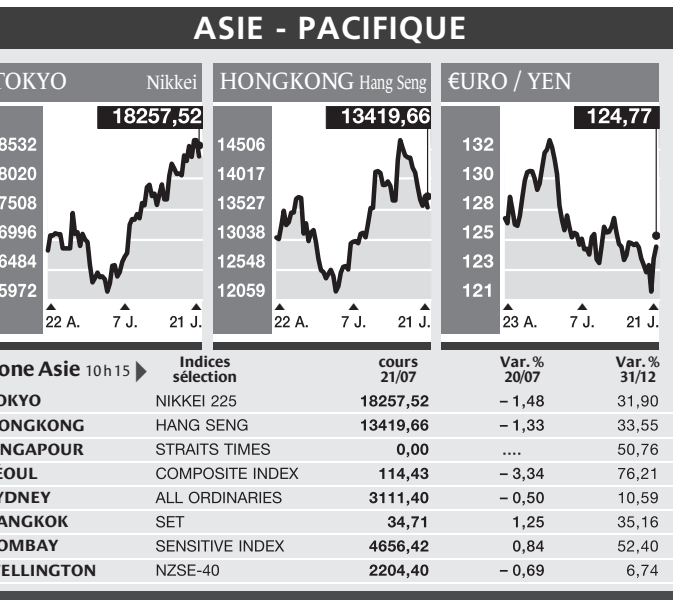 ASIE - PACIFIQUE
TOKYO Nikkei
18257,52
8532
8020
7508
6996
6484
5972
22 A. 7 J. 21 J.
HONGKONG Hang Seng
13419,66
14506
14017
13527
13038
12548
12059
22 A. 7 J. 21 J.
€URO / YEN
124,77
132
130
128
125
123
121
23 A. 7 J. 21 J.
one Asie 10h15 Indices sélection cours 21/07 Var. % 20/07 Var. % 31/12
OKYO NIKKEI 225 18257,52 – 1,48 31,90
ONGKONG HANG SENG 13419,66 – 1,33 33,55
NGAPOUR STRAITS TIMES 0,00 .... 50,76
ÉOUL COMPOSITE INDEX 114,43 – 3,34 76,21
YDNEY ALL ORDINARIES 3111,40 – 0,50 10,59
ANGKOK SET 34,71 1,25 35,16
OMBAY SENSITIVE INDEX 4656,42 0,84 52,40
ELLINGTON NZSE-40 2204,40 – 0,69 6,74